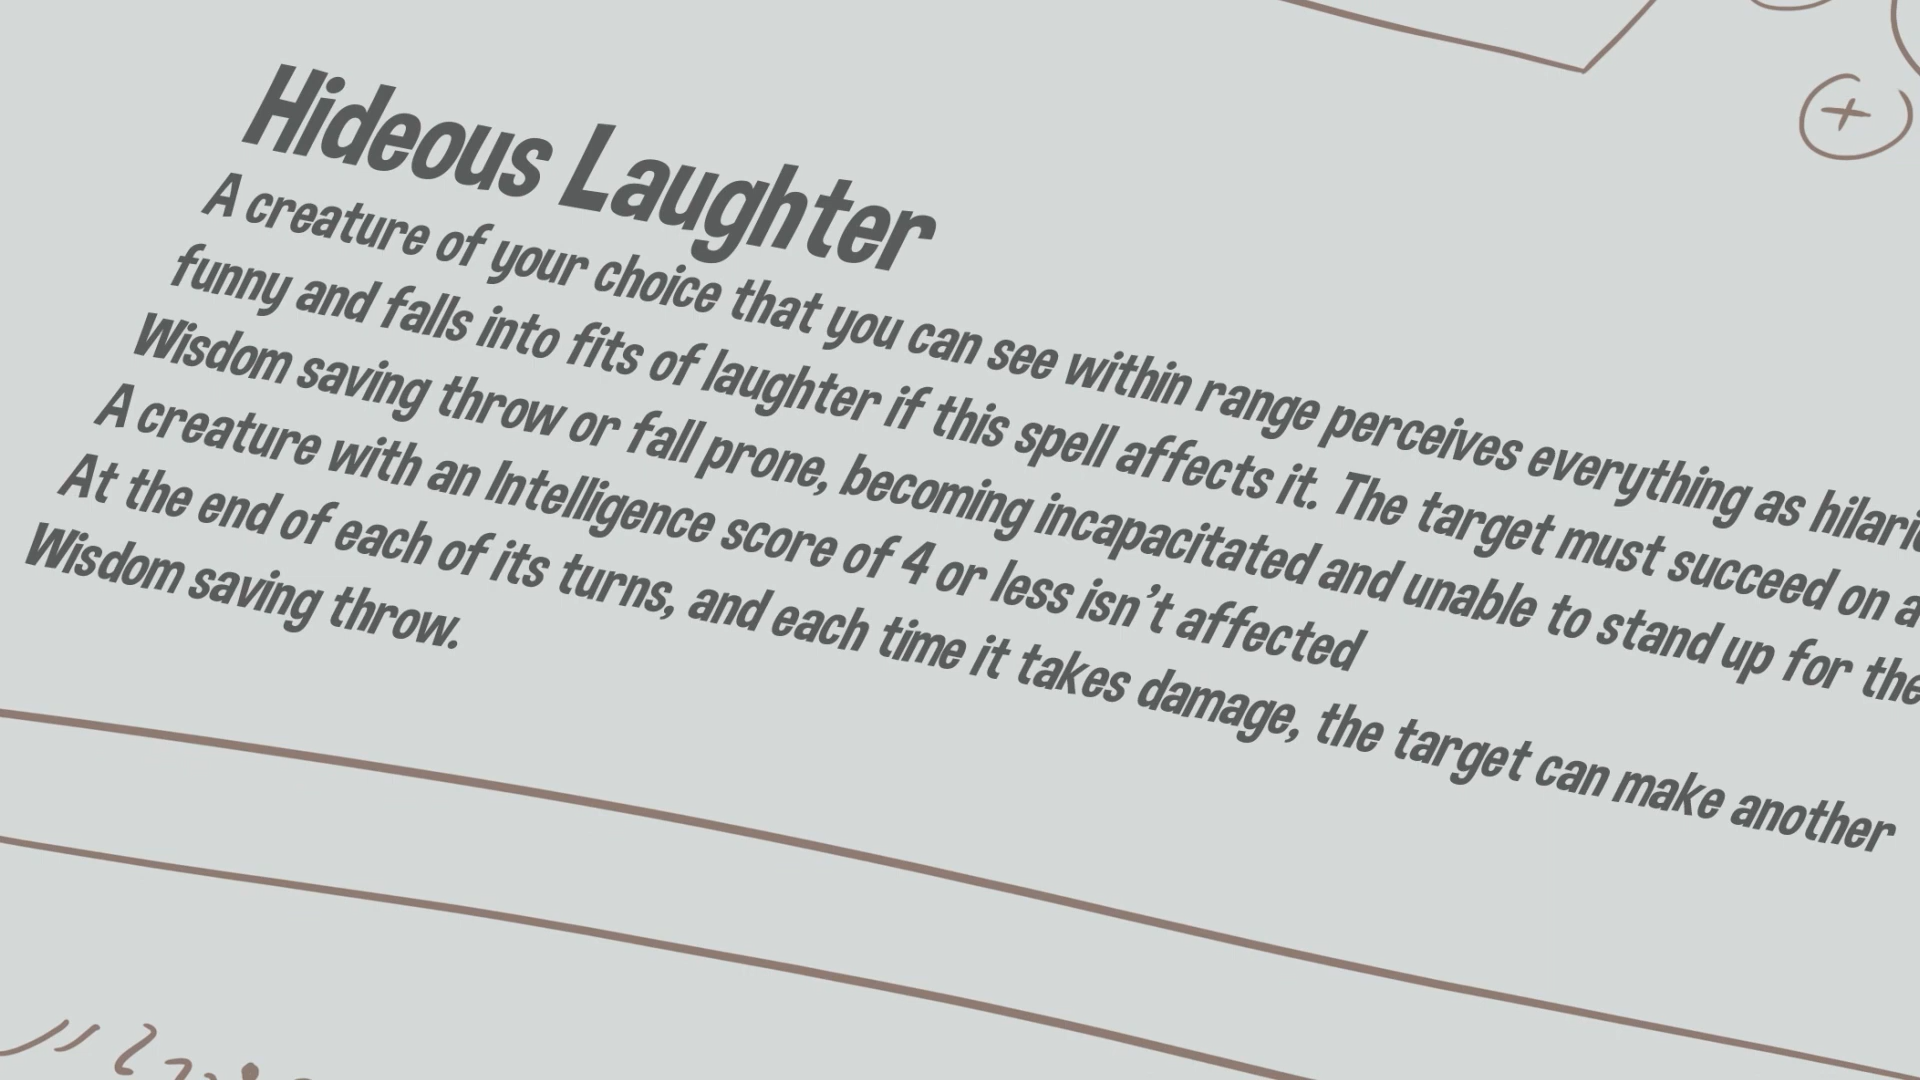 Hideous Laughter
A creature of your choice that you can see within range perceives everything as
funny and falls into fits of laughter if this spell affects it. The target must succeed on a
Wisdom saving throw or fall prone, becoming incapacitated and unable to stand up for the
A creature with an Intelligence score of 4 or less isn't affected
At the end of each of its turns, and each time it takes damage, the target can make another
Wisdom saving throw.